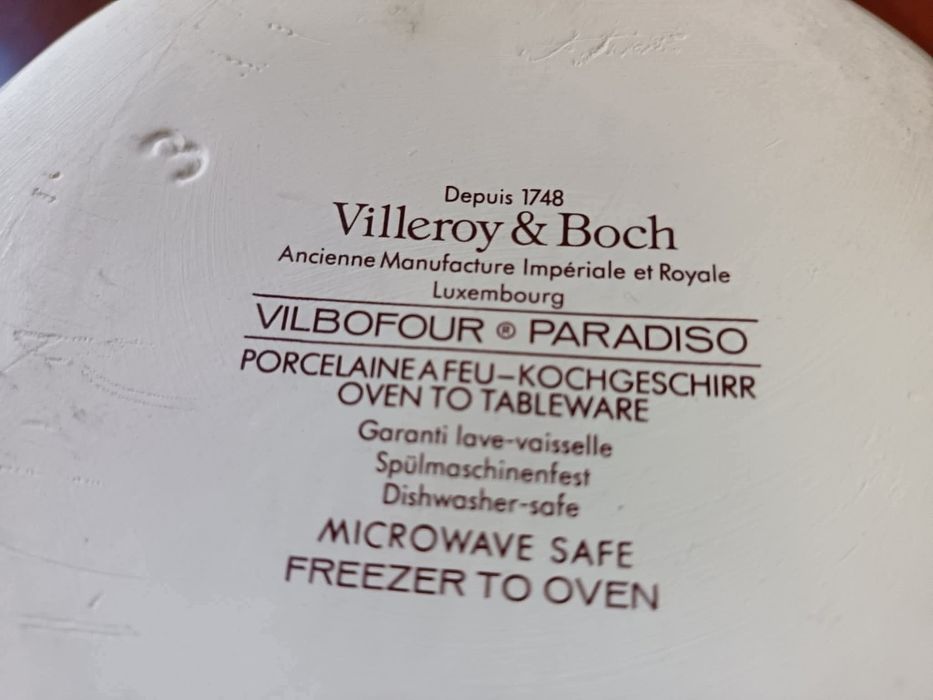 3
Depuis 1748
Villeroy & Boch
Ancienne Manufacture Impériale et Royale
Luxembourg
VILBOFOUR ® PARADISO
PORCELAINE A FEU–KOCHGESCHIRR
OVEN TO TABLEWARE
Garanti lave-vaisselle
Spülmaschinenfest
Dishwasher-safe
MICROWAVE SAFE
FREEZER TO OVEN